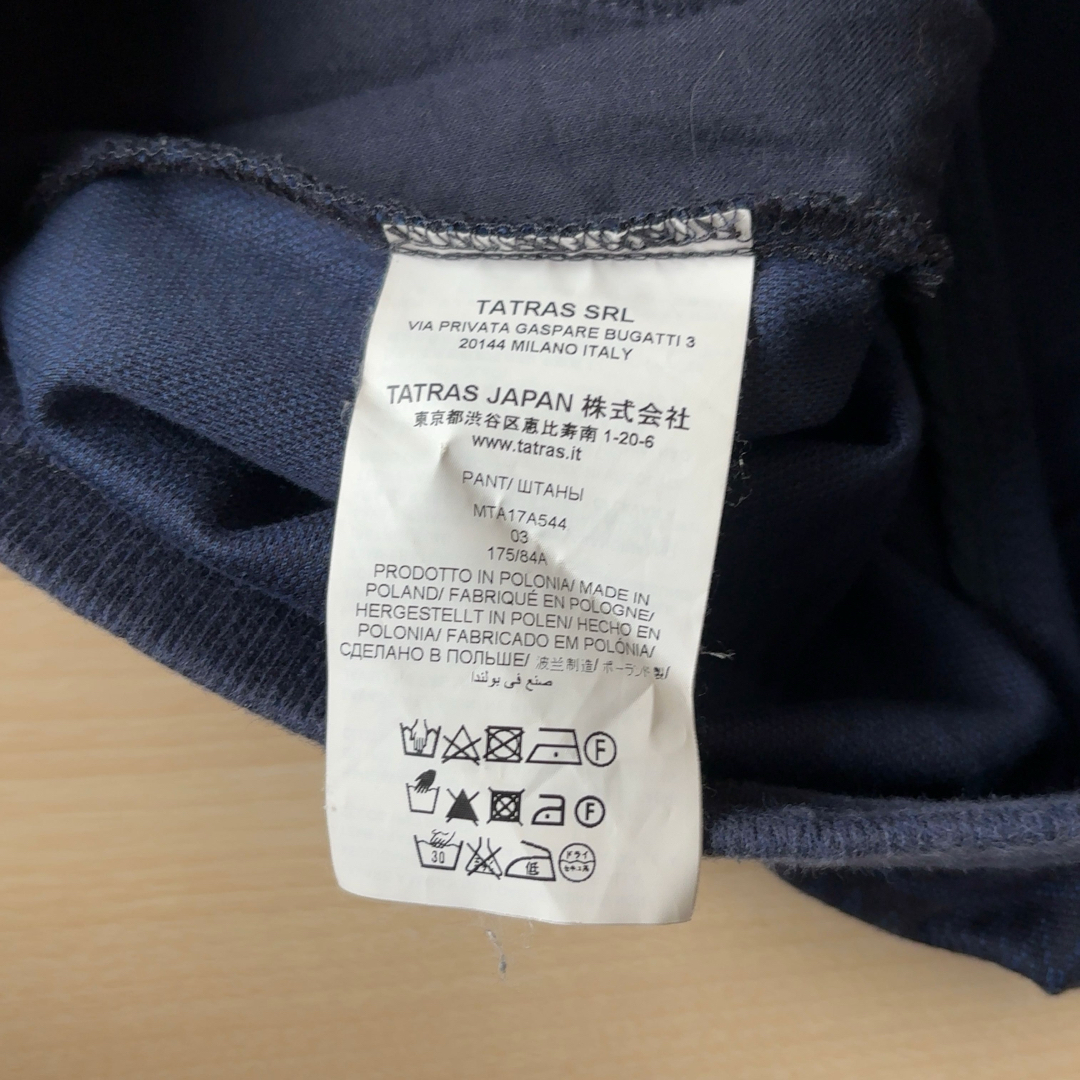 TATRAS SRL
VIA PRIVATA GASPARE BUGATTI 3
20144 MILANO ITALY
TATRAS JAPAN 株式会社
東京都渋谷区恵比寿南 1-20-6
www.tatras.it
PANT/ ШТАНЫ
MTA17A544
03
175/84A
PRODOTTO IN POLONIA/ MADE IN
POLAND/ FABRIQUÉ EN POLOGNE/
HERGESTELLT IN POLEN/ HECHO EN
POLONIA/ FABRICADO EM POLÓNIA/
СДЕЛАНО В ПОЛЬШЕ/ 波兰制造/ ポーランド製/
صنع في بولندا
F
F
30 低 ドライ